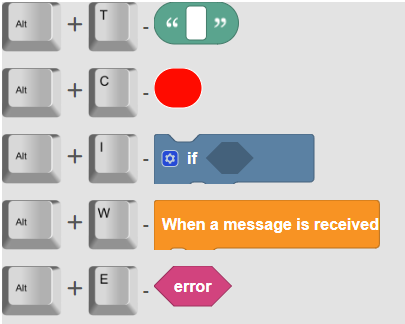 Alt + T - “ ”
Alt + C -
Alt + I - if
Alt + W - When a message is received
Alt + E - error